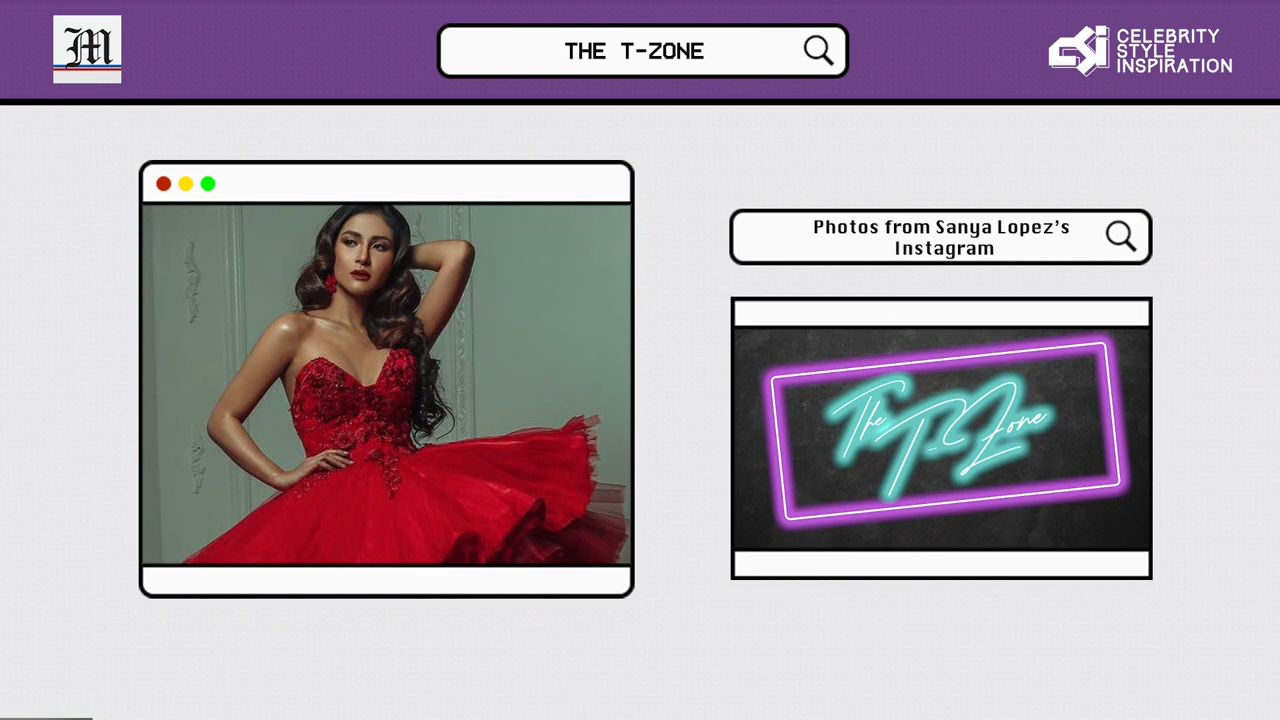 M
THE T-ZONE
CELEBRITY
STYLE
INSPIRATION
Photos from Sanya Lopez's
Instagram
The
T-Zone